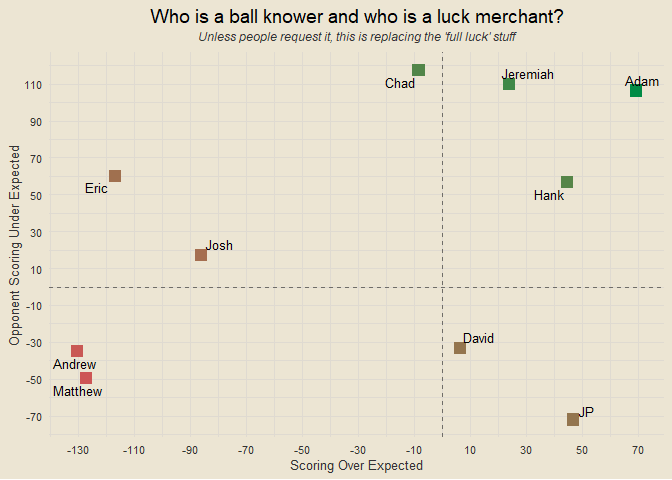 Who is a ball knower and who is a luck merchant?
Unless people request it, this is replacing the 'full luck' stuff
Opponent Scoring Under Expected
110
90
70
50
30
10
-10
-30
-50
-70
Chad
Jeremiah
Adam
Eric
Hank
Josh
David
Andrew
Matthew
JP
-130
-110
-90
-70
-50
-30
-10
10
30
50
70
Scoring Over Expected